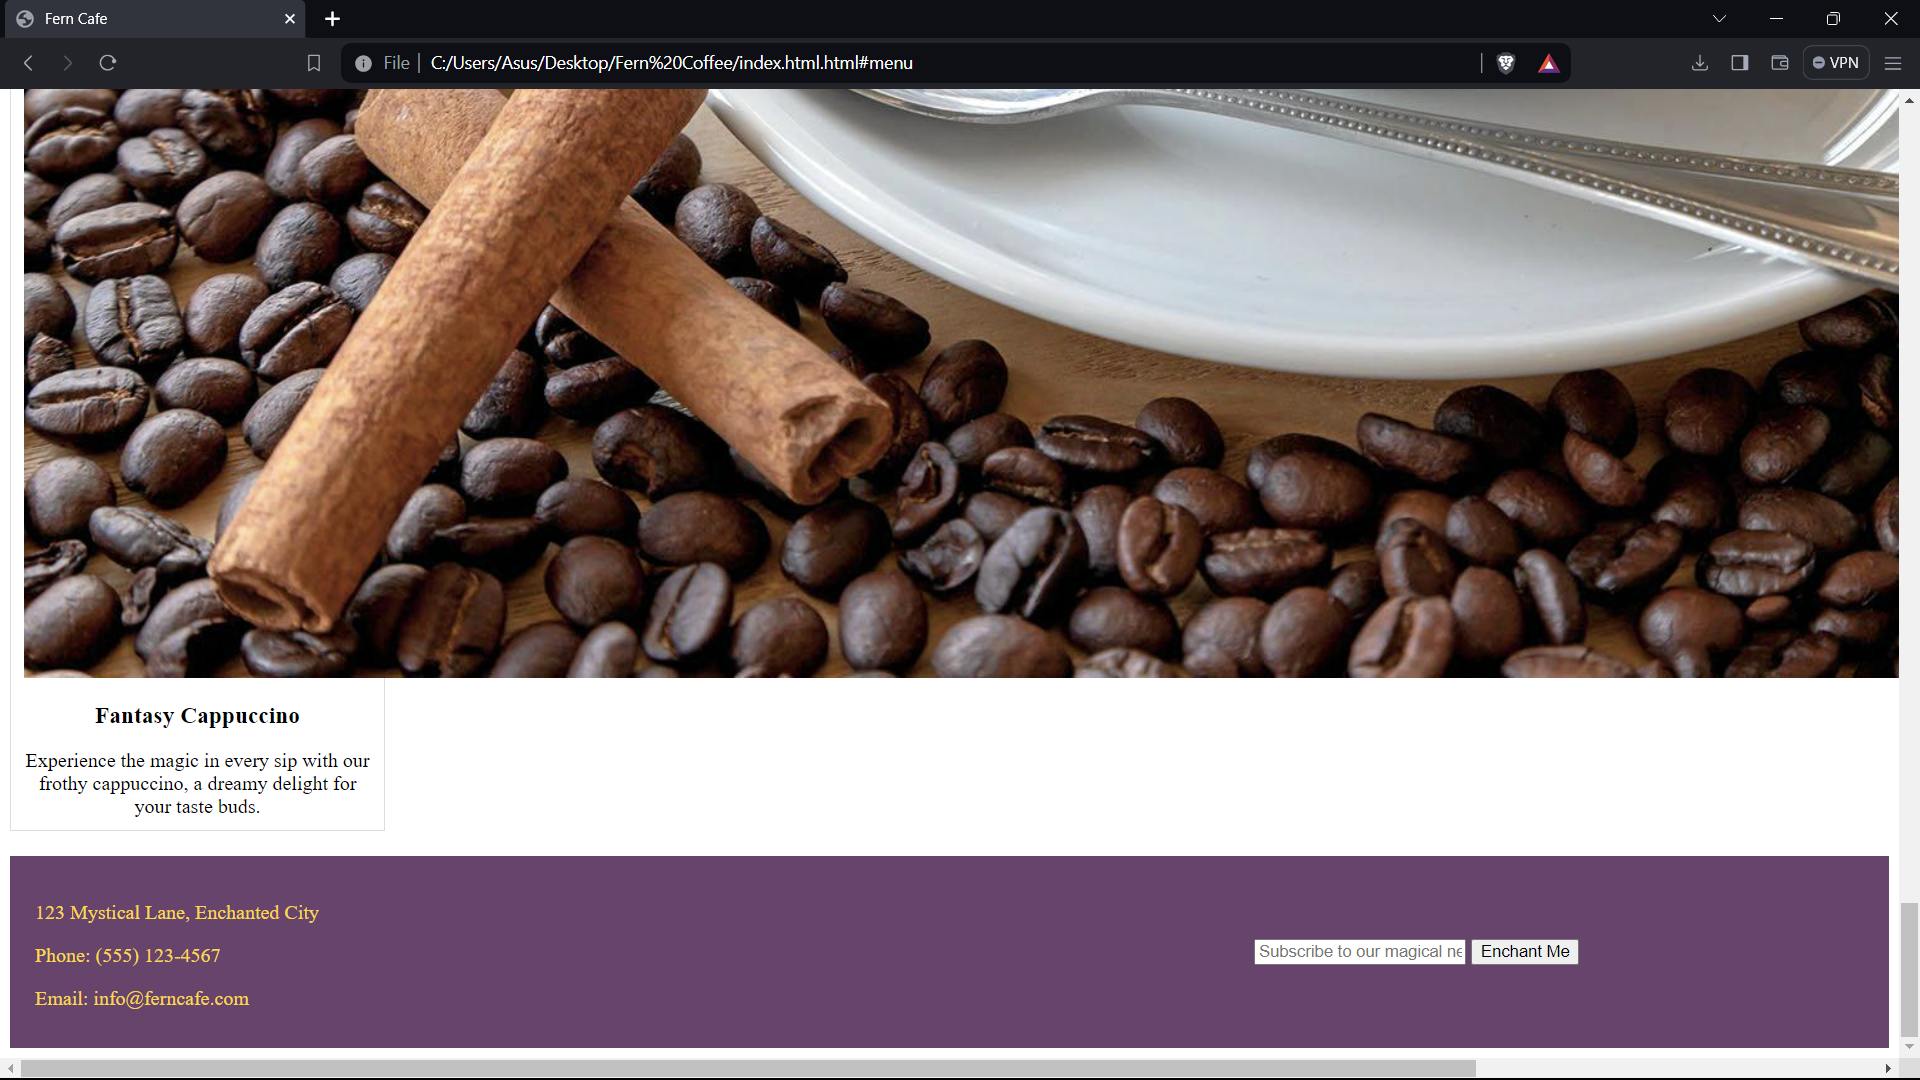 Fern Cafe
File
C:/Users/Asus/Desktop/Fern%20Coffee/index.html.html#menu
VPN
Fantasy Cappuccino
Experience the magic in every sip with our
frothy cappuccino, a dreamy delight for
your taste buds.
123 Mystical Lane, Enchanted City
Phone: (555) 123-4567
Email: info@ferncafe.com
Subscribe to our magical ne
Enchant Me